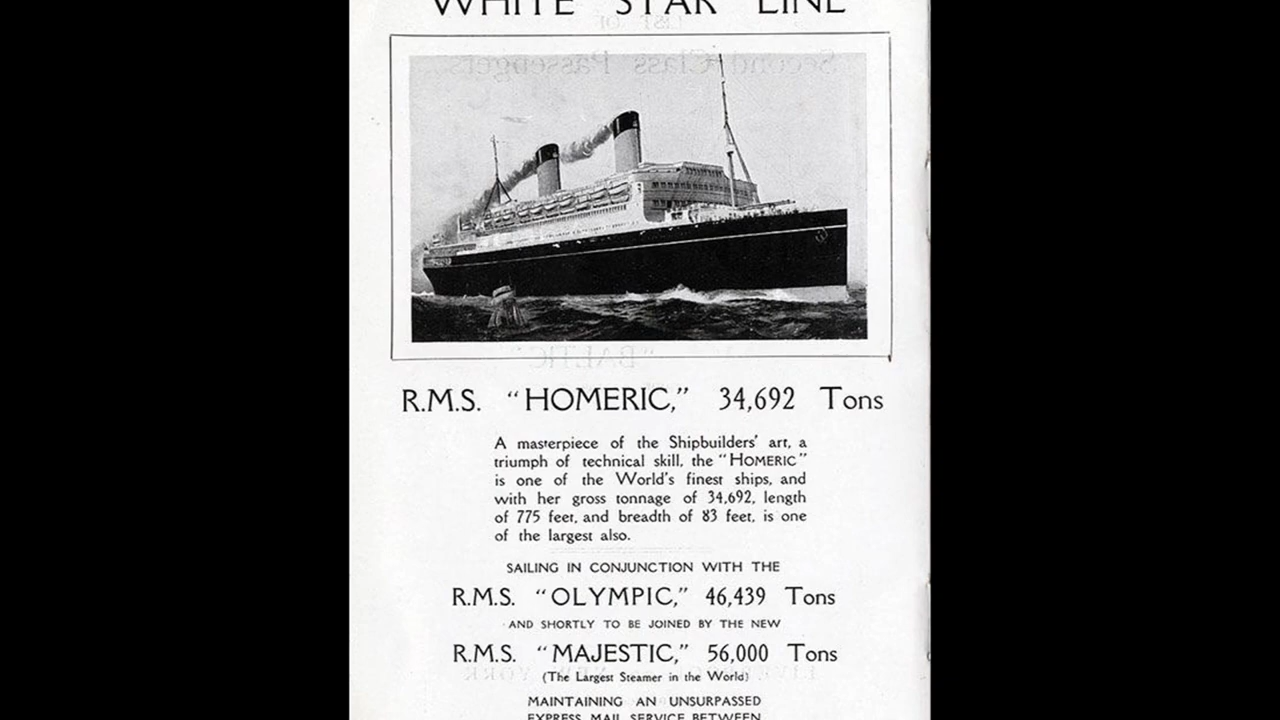 WHITE STAR LINE
R.M.S. "HOMERIC," 34,692 Tons
A masterpiece of the Shipbuilders' art, a
triumph of technical skill, the "HOMERIC"
is one of the World's finest ships, and
with her gross tonnage of 34,692, length
of 775 feet, and breadth of 83 feet, is one
of the largest also.
SAILING IN CONJUNCTION WITH THE
R.M.S. "OLYMPIC," 46,439 Tons
AND SHORTLY TO BE JOINED BY THE NEW
R.M.S. "MAJESTIC," 56,000 Tons
(The Largest Steamer in the World)
MAINTAINING AN UNSURPASSED
EXPRESS MAIL SERVICE BETWEEN